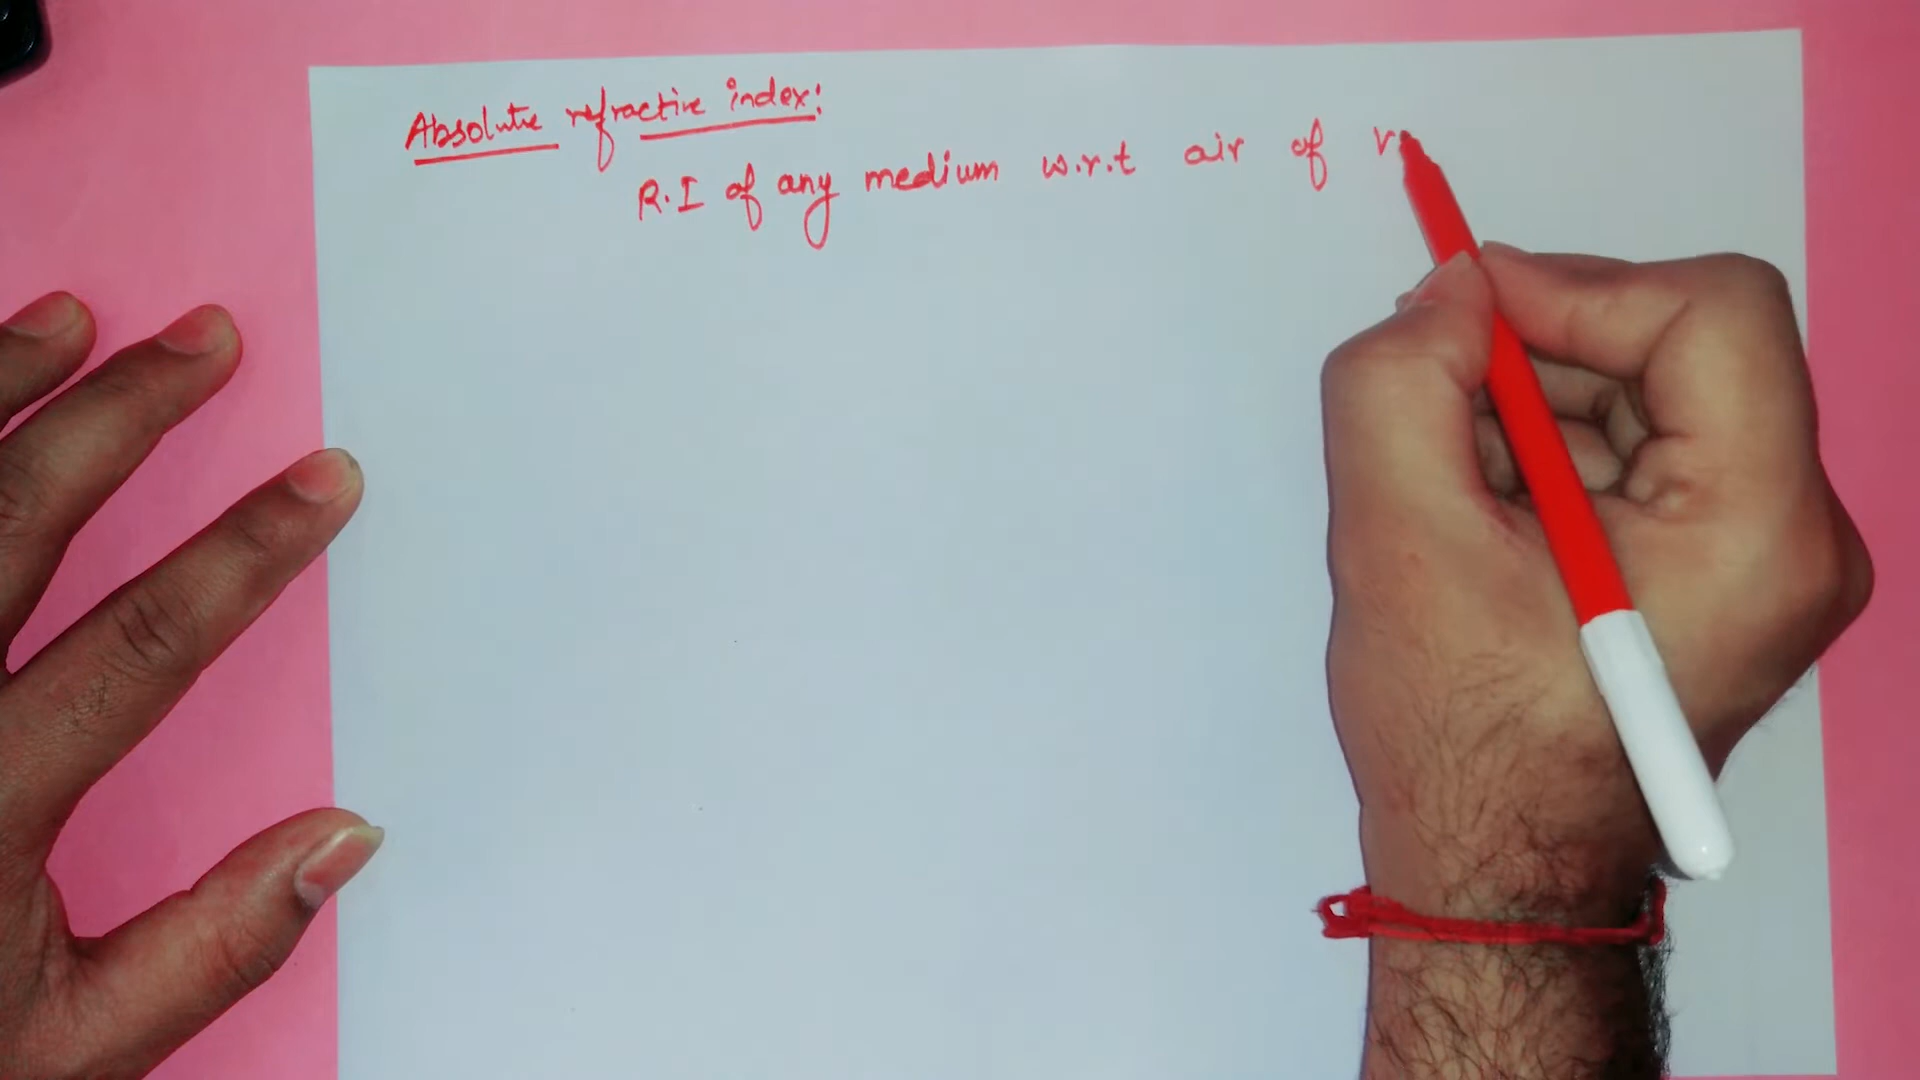 Absolute refractive index:
R.I of any medium w.r.t air of v